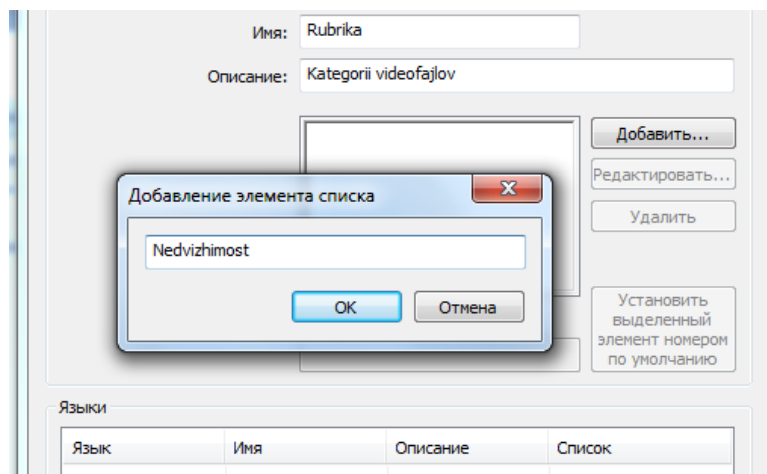 Имя: Rubrika
Описание: Kategorii videofajlov
Добавить...
Редактировать...
Удалить
Добавление элемента списка
Nedvizhimost
OK Отмена
Установить
выделенный
элемент номером
по умолчанию
Языки
Язык Имя Описание Список